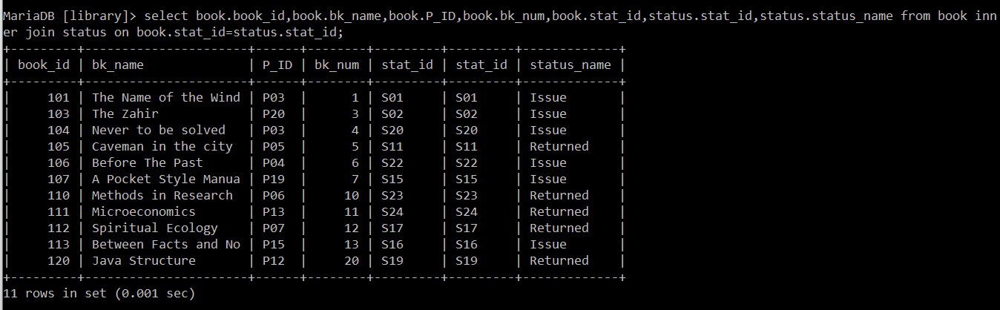 MariaDB [library]> select book.book_id,book.bk_name,book.P_ID,book.bk_num,book.stat_id,status.stat_id,status.status_name from book inn
er join status on book.stat_id=status.stat_id;
+---------+----------------------+------+--------+---------+---------+-------------+
| book_id | bk_name              | P_ID | bk_num | stat_id | stat_id | status_name |
+---------+----------------------+------+--------+---------+---------+-------------+
|     101 | The Name of the Wind | P03  |      1 | S01     | S01     | Issue       |
|     103 | The Zahir            | P20  |      3 | S02     | S02     | Issue       |
|     104 | Never to be solved   | P03  |      4 | S20     | S20     | Issue       |
|     105 | Caveman in the city  | P05  |      5 | S11     | S11     | Returned    |
|     106 | Before The Past      | P04  |      6 | S22     | S22     | Issue       |
|     107 | A Pocket Style Manua | P19  |      7 | S15     | S15     | Issue       |
|     110 | Methods in Research  | P06  |     10 | S23     | S23     | Returned    |
|     111 | Microeconomics       | P13  |     11 | S24     | S24     | Returned    |
|     112 | Spiritual Ecology    | P07  |     12 | S17     | S17     | Returned    |
|     113 | Between Facts and No | P15  |     13 | S16     | S16     | Issue       |
|     120 | Java Structure       | P12  |     20 | S19     | S19     | Returned    |
+---------+----------------------+------+--------+---------+---------+-------------+
11 rows in set (0.001 sec)